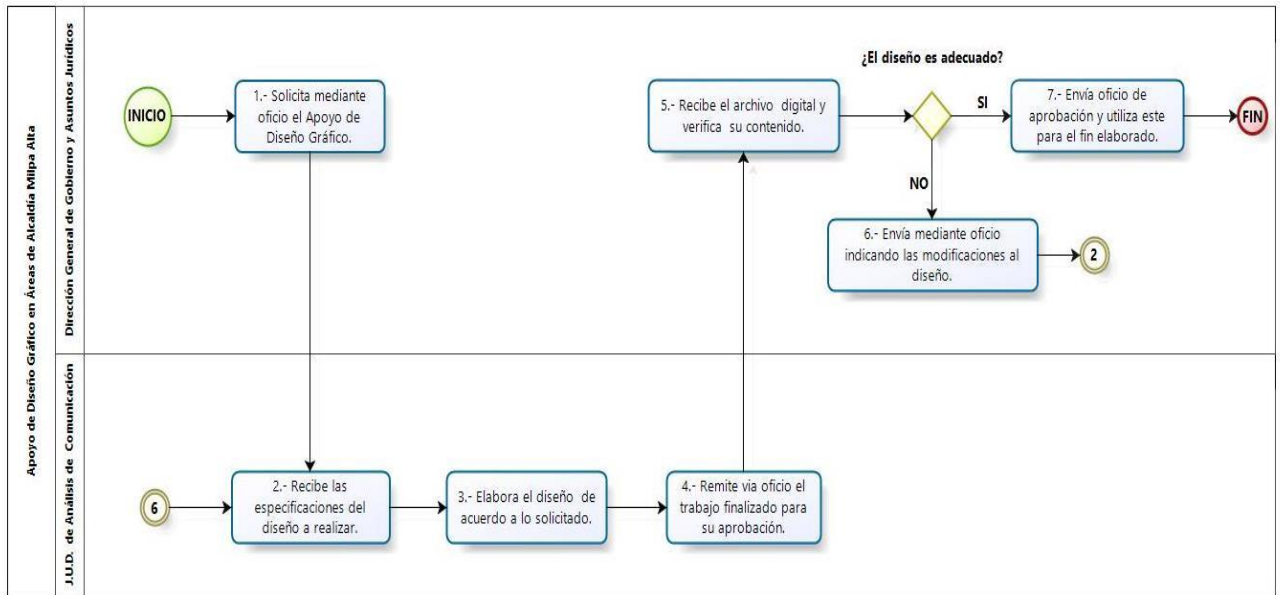 Apoyo de Diseño Gráfico en Áreas de Alcaldía Milpa Alta
Dirección General de Gobierno y Asuntos Jurídicos
INICIO
1.- Solicita mediante
oficio el Apoyo de
Diseño Gráfico.
5.- Recibe el archivo digital y
verifica su contenido.
¿El diseño es adecuado?
SI
7.- Envía oficio de
aprobación y utiliza este
para el fin elaborado.
FIN
NO
6.- Envía mediante oficio
indicando las modificaciones al
diseño.
2
J.U.D. de Análisis de Comunicación
6
2.- Recibe las
especificaciones del
diseño a realizar.
3.- Elabora el diseño de
acuerdo a lo solicitado.
4.- Remite via oficio el
trabajo finalizado para
su aprobación.